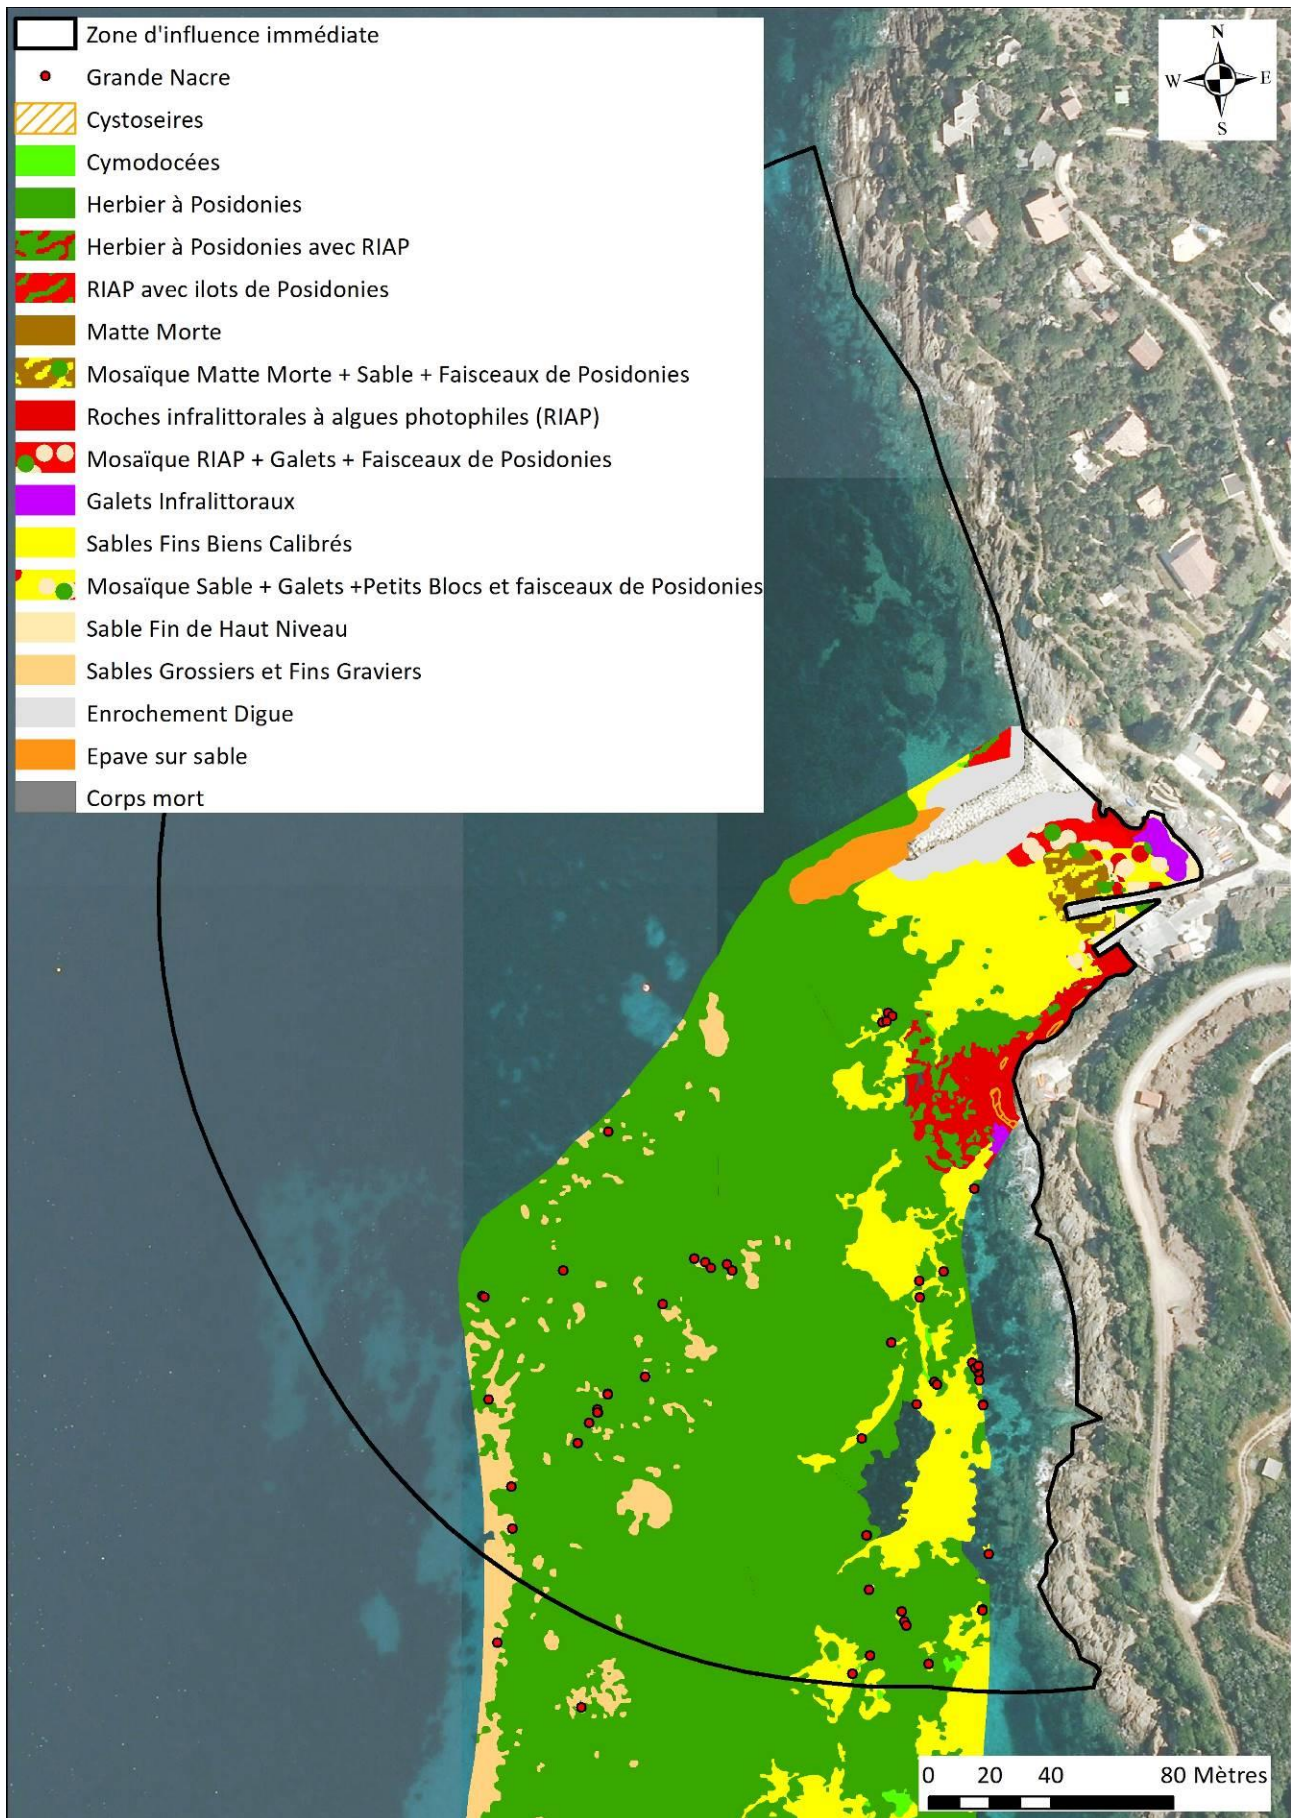 Zone d'influence immédiate
Grande Nacre
Cystoseires
Cymodocées
Herbier à Posidonies
Herbier à Posidonies avec RIAP
RIAP avec ilots de Posidonies
Matte Morte
Mosaïque Matte Morte + Sable + Faisceaux de Posidonies
Roches infralittorales à algues photophiles (RIAP)
Mosaïque RIAP + Galets + Faisceaux de Posidonies
Galets Infralittoraux
Sables Fins Biens Calibrés
Mosaïque Sable + Galets +Petits Blocs et faisceaux de Posidonies
Sable Fin de Haut Niveau
Sables Grossiers et Fins Graviers
Enrochement Digue
Epave sur sable
Corps mort
N
W E
S
0 20 40 80 Mètres